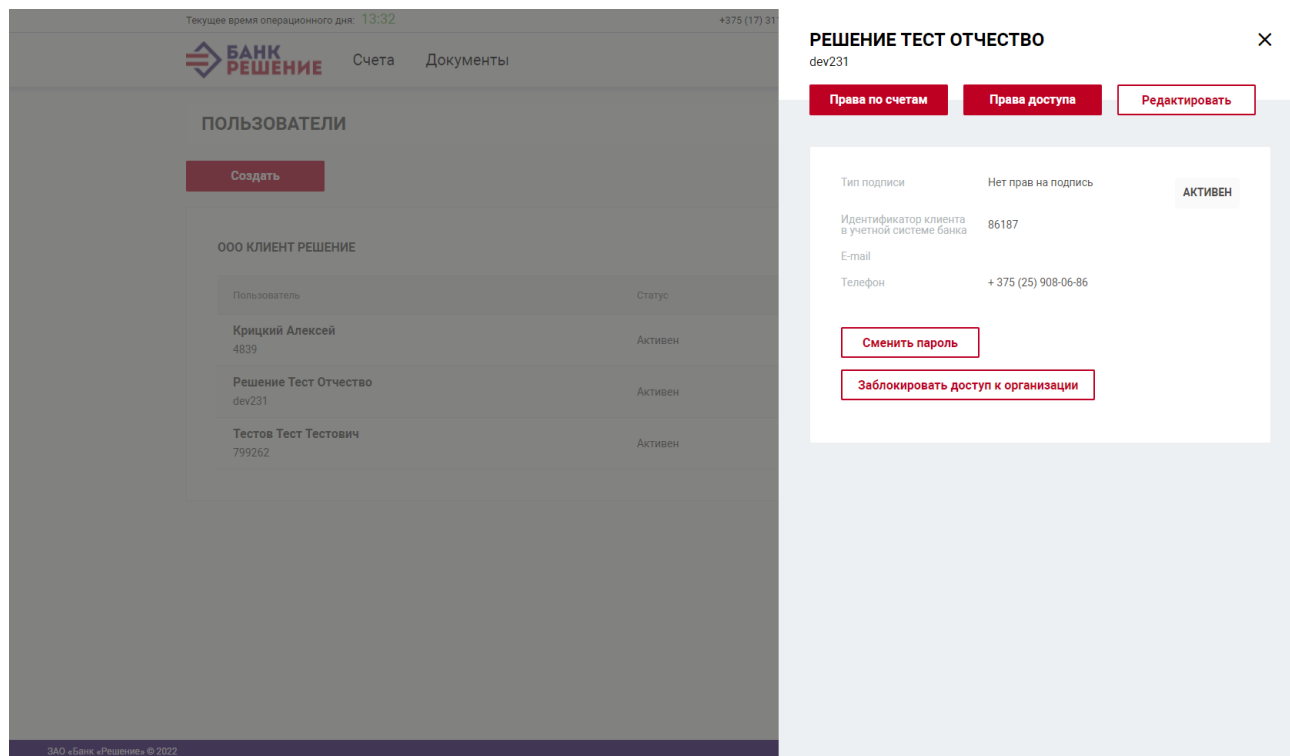 Текущее время операционного дня: 13:32
+375 (17) 311
БАНК
РЕШЕНИЕ
Счета
Документы
ПОЛЬЗОВАТЕЛИ
Создать
ООО КЛИЕНТ РЕШЕНИЕ
Пользователь
Статус
Крицкий Алексей
4839
Активен
Решение Тест Отчество
dev231
Активен
Тестов Тест Тестович
799262
Активен
ЗАО «Банк «Решение» © 2022
РЕШЕНИЕ ТЕСТ ОТЧЕСТВО
dev231
Права по счетам
Права доступа
Редактировать
Тип подписи
Нет прав на подпись
АКТИВЕН
Идентификатор клиента
в учетной системе банка
86187
E-mail
Телефон
+ 375 (25) 908-06-86
Сменить пароль
Заблокировать доступ к организации